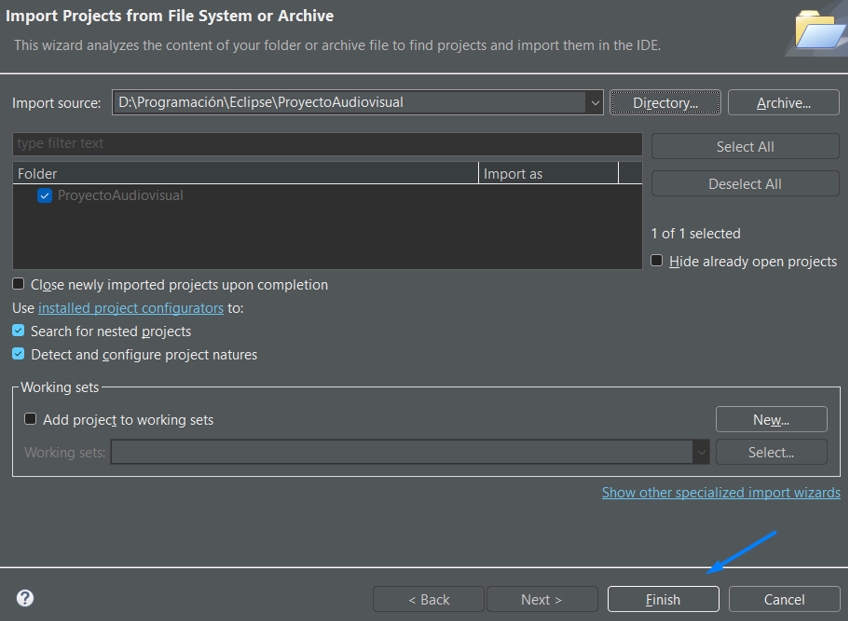 Import Projects from File System or Archive
This wizard analyzes the content of your folder or archive file to find projects and import them in the IDE.
Import source: D:\Programación\Eclipse\ProyectoAudiovisual Directory... Archive...
type filter text Select All
Folder Import as
Deselect All
ProyectoAudiovisual
1 of 1 selected
Hide already open projects
Close newly imported projects upon completion
Use installed project configurators to:
Search for nested projects
Detect and configure project natures
Working sets
Add project to working sets New...
Working sets: Select...
Show other specialized import wizards
? < Back Next > Finish Cancel